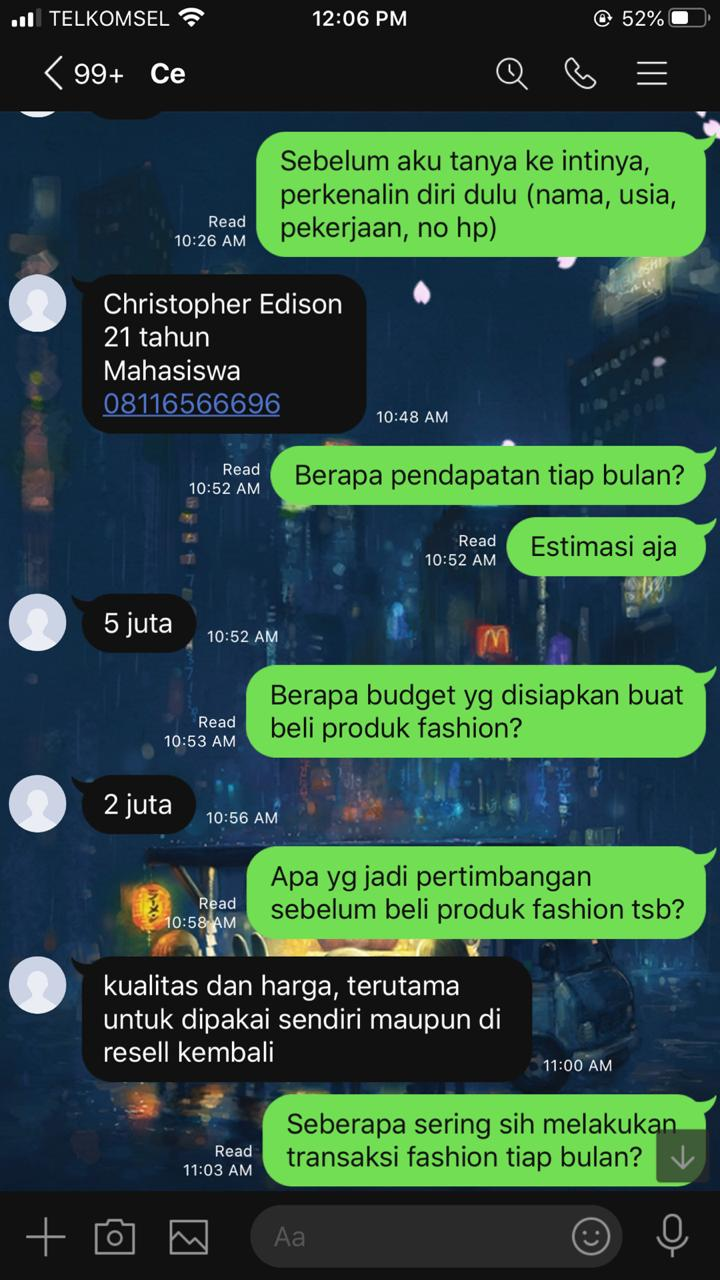 TELKOMSEL 12:06 PM 52%
99+ Ce
Sebelum aku tanya ke intinya,
perkenalin diri dulu (nama, usia,
pekerjaan, no hp)
Read
10:26 AM
Christopher Edison
21 tahun
Mahasiswa
08116566696
10:48 AM
Berapa pendapatan tiap bulan?
Read
10:52 AM
Estimasi aja
Read
10:52 AM
5 juta
10:52 AM
Berapa budget yg disiapkan buat
beli produk fashion?
Read
10:53 AM
2 juta
10:56 AM
Apa yg jadi pertimbangan
sebelum beli produk fashion tsb?
Read
10:58 AM
kualitas dan harga, terutama
untuk dipakai sendiri maupun di
resell kembali
11:00 AM
Seberapa sering sih melakukan
transaksi fashion tiap bulan?
Read
11:03 AM
Aa